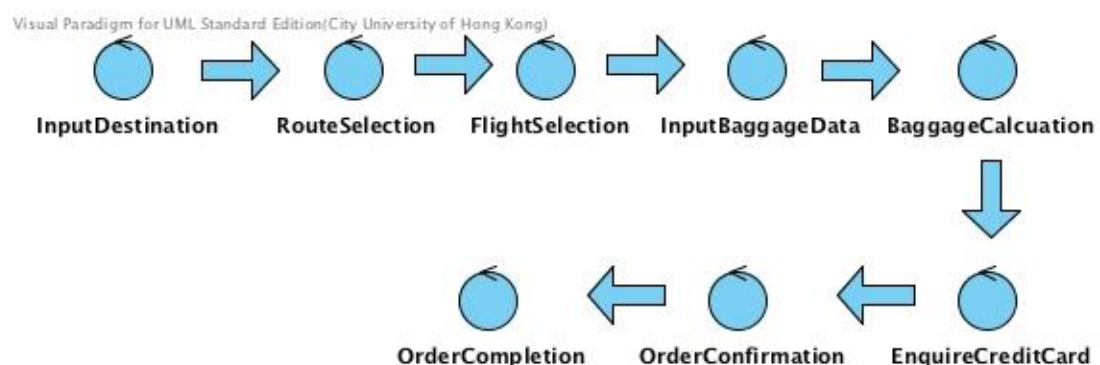 Visual Paradigm for UML Standard Edition(City University of Hong Kong)
InputDestination RouteSelection FlightSelection InputBaggageData BaggageCalcuation
OrderCompletion OrderConfirmation EnquireCreditCard